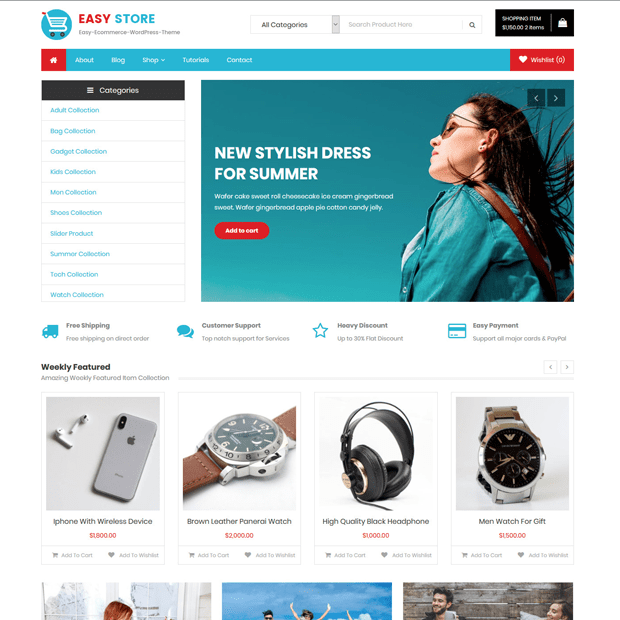 EASY STORE
Easy-Ecommerce-WordPress-Theme
All Categories
Search Product
SHOPPING ITEM
$1,150.00 2 items
About
Blog
Shop
Tutorials
Contact
Wishlist (0)
Categories
Adult Collection
Bag Collection
Gadget Collection
Kids Collection
Men Collection
Shoes Collection
Slider Product
Summer Collection
Tech Collection
Watch Collection
NEW STYLISH DRESS
FOR SUMMER
Wafer cake sweet roll cheesecake ice cream gingerbread
sweet. Wafer gingerbread apple pie cotton candy jelly.
Add to cart
Free Shipping
Free shipping on direct order
Customer Support
Top notch support for Services
Heavy Discount
Up to 30% Flat Discount
Easy Payment
Support all major cards & PayPal
Weekly Featured
Amazing Weekly Featured Item Collection
Iphone With Wireless Device
$1,800.00
Add To Cart
Add To Wishlist
Brown Leather Panerai Watch
$2,000.00
Add To Cart
Add To Wishlist
High Quality Black Headphone
$1,000.00
Add To Cart
Add To Wishlist
Men Watch For Gift
$1,500.00
Add To Cart
Add To Wishlist